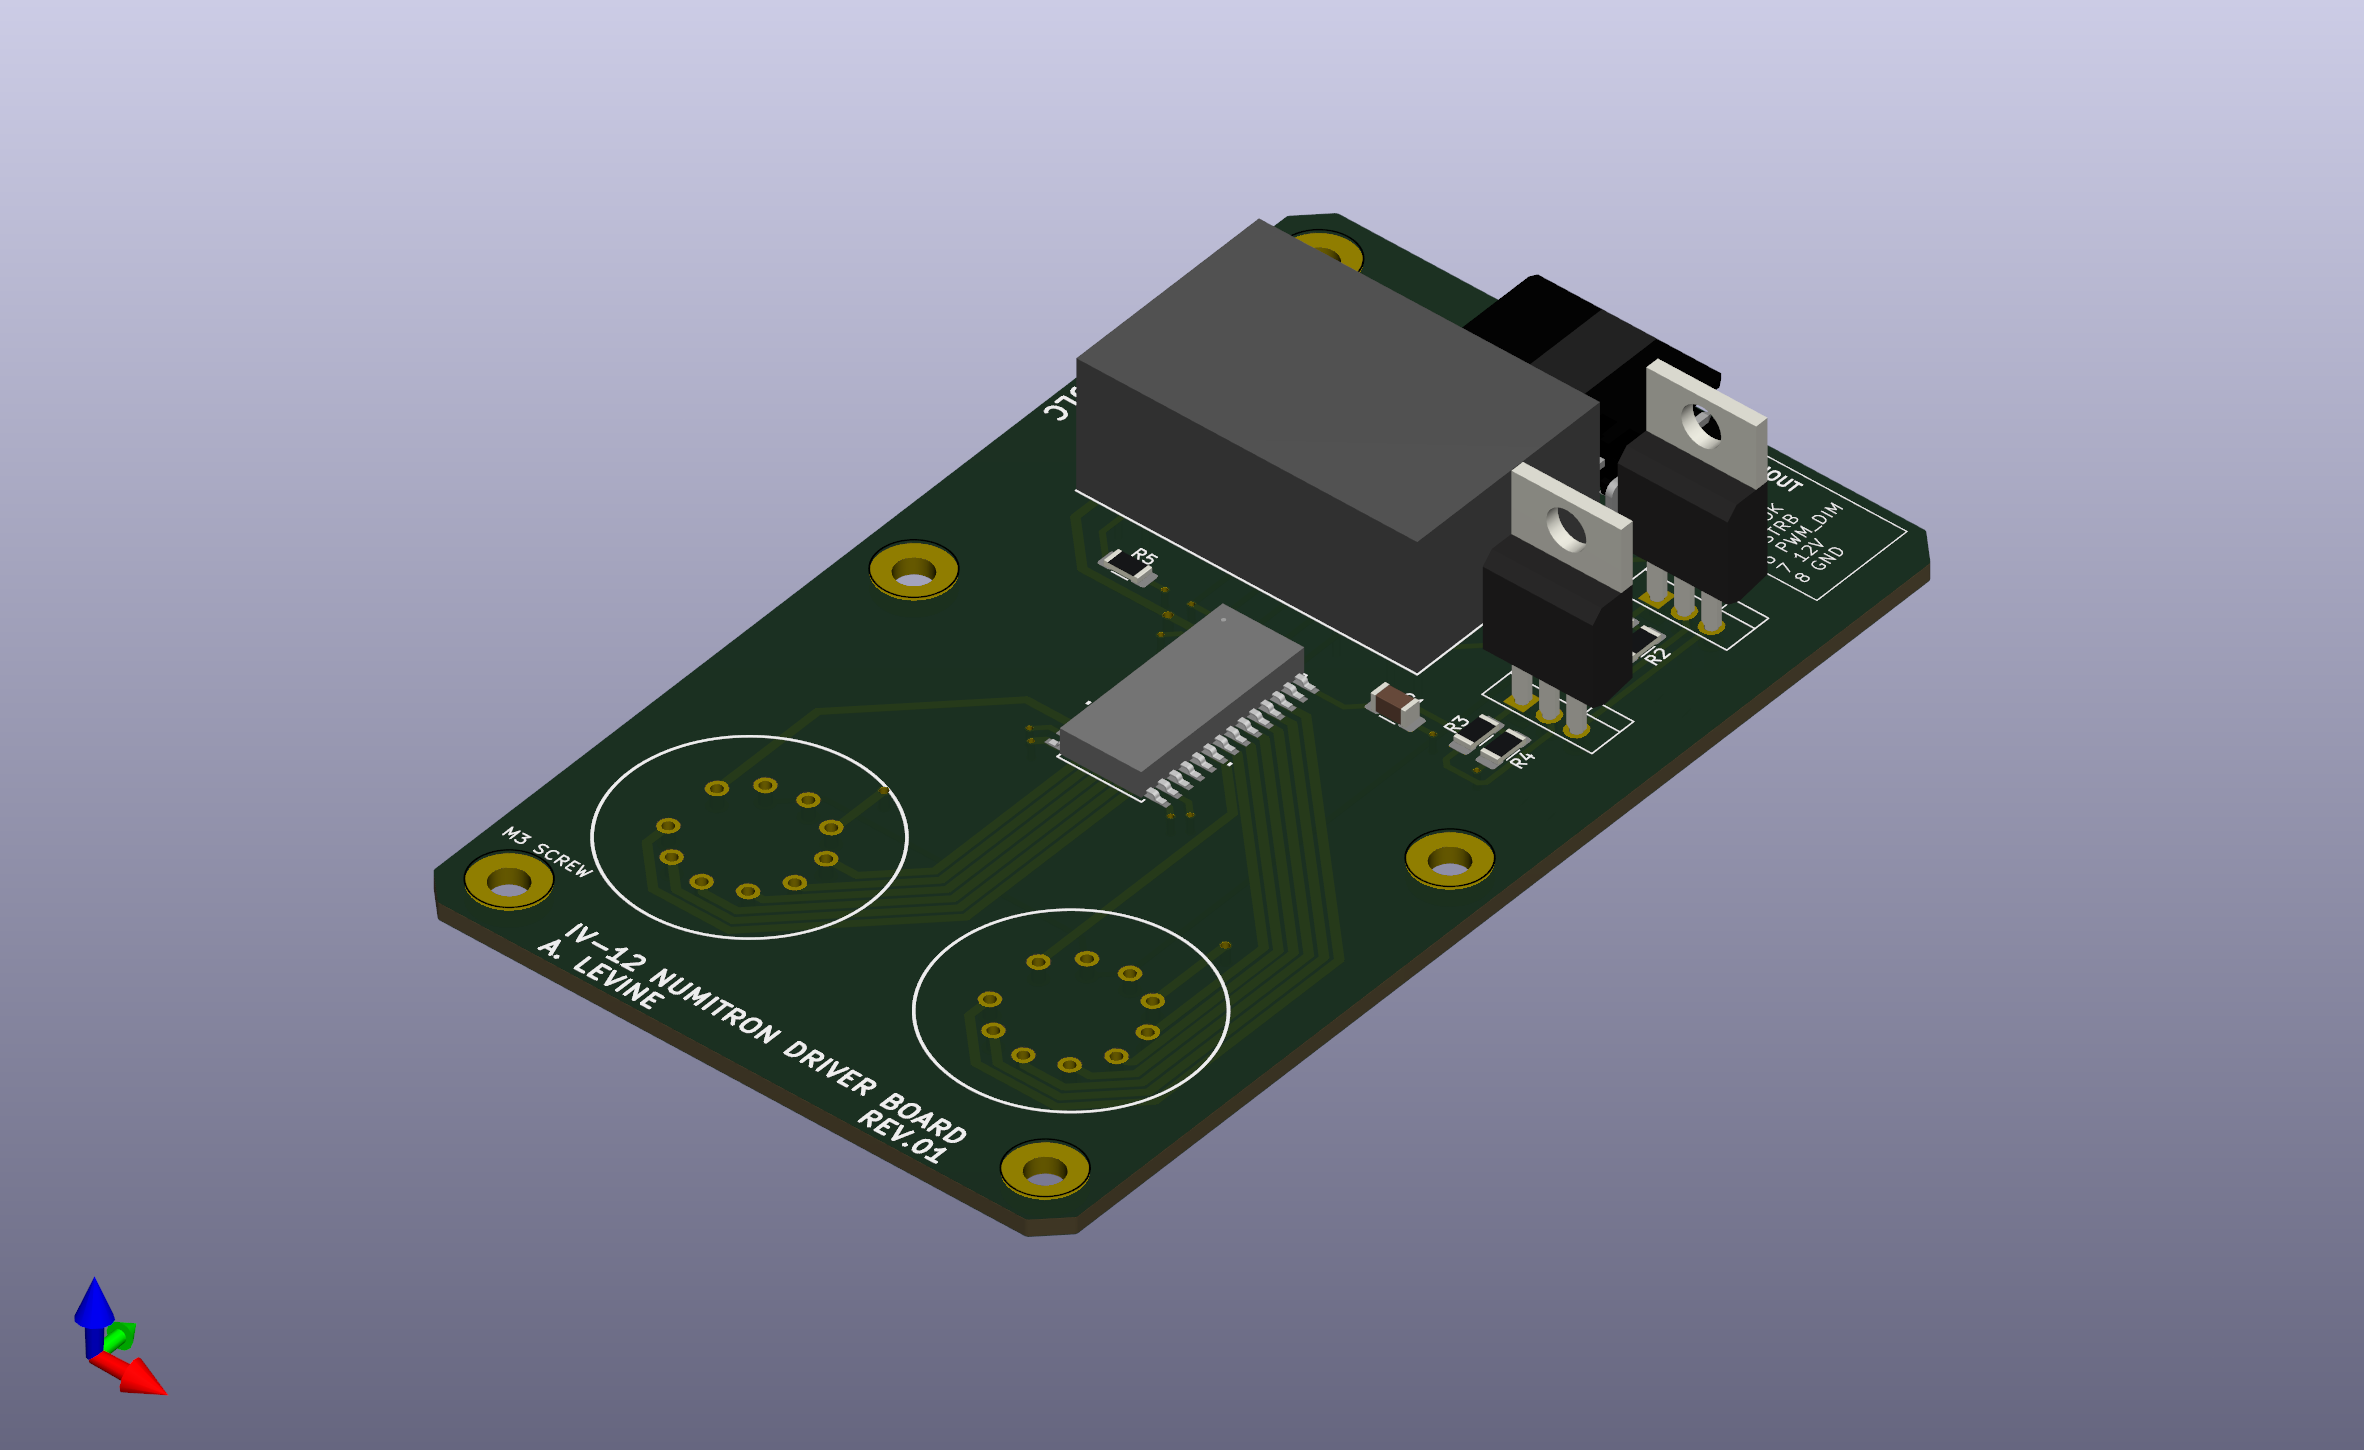 R5
PWM_DIM
7 12V
8 GND
R2
R3
R4
M3 SCREW
IV-12 NUMITRON DRIVER BOARD
A. LEVINE
REV.01